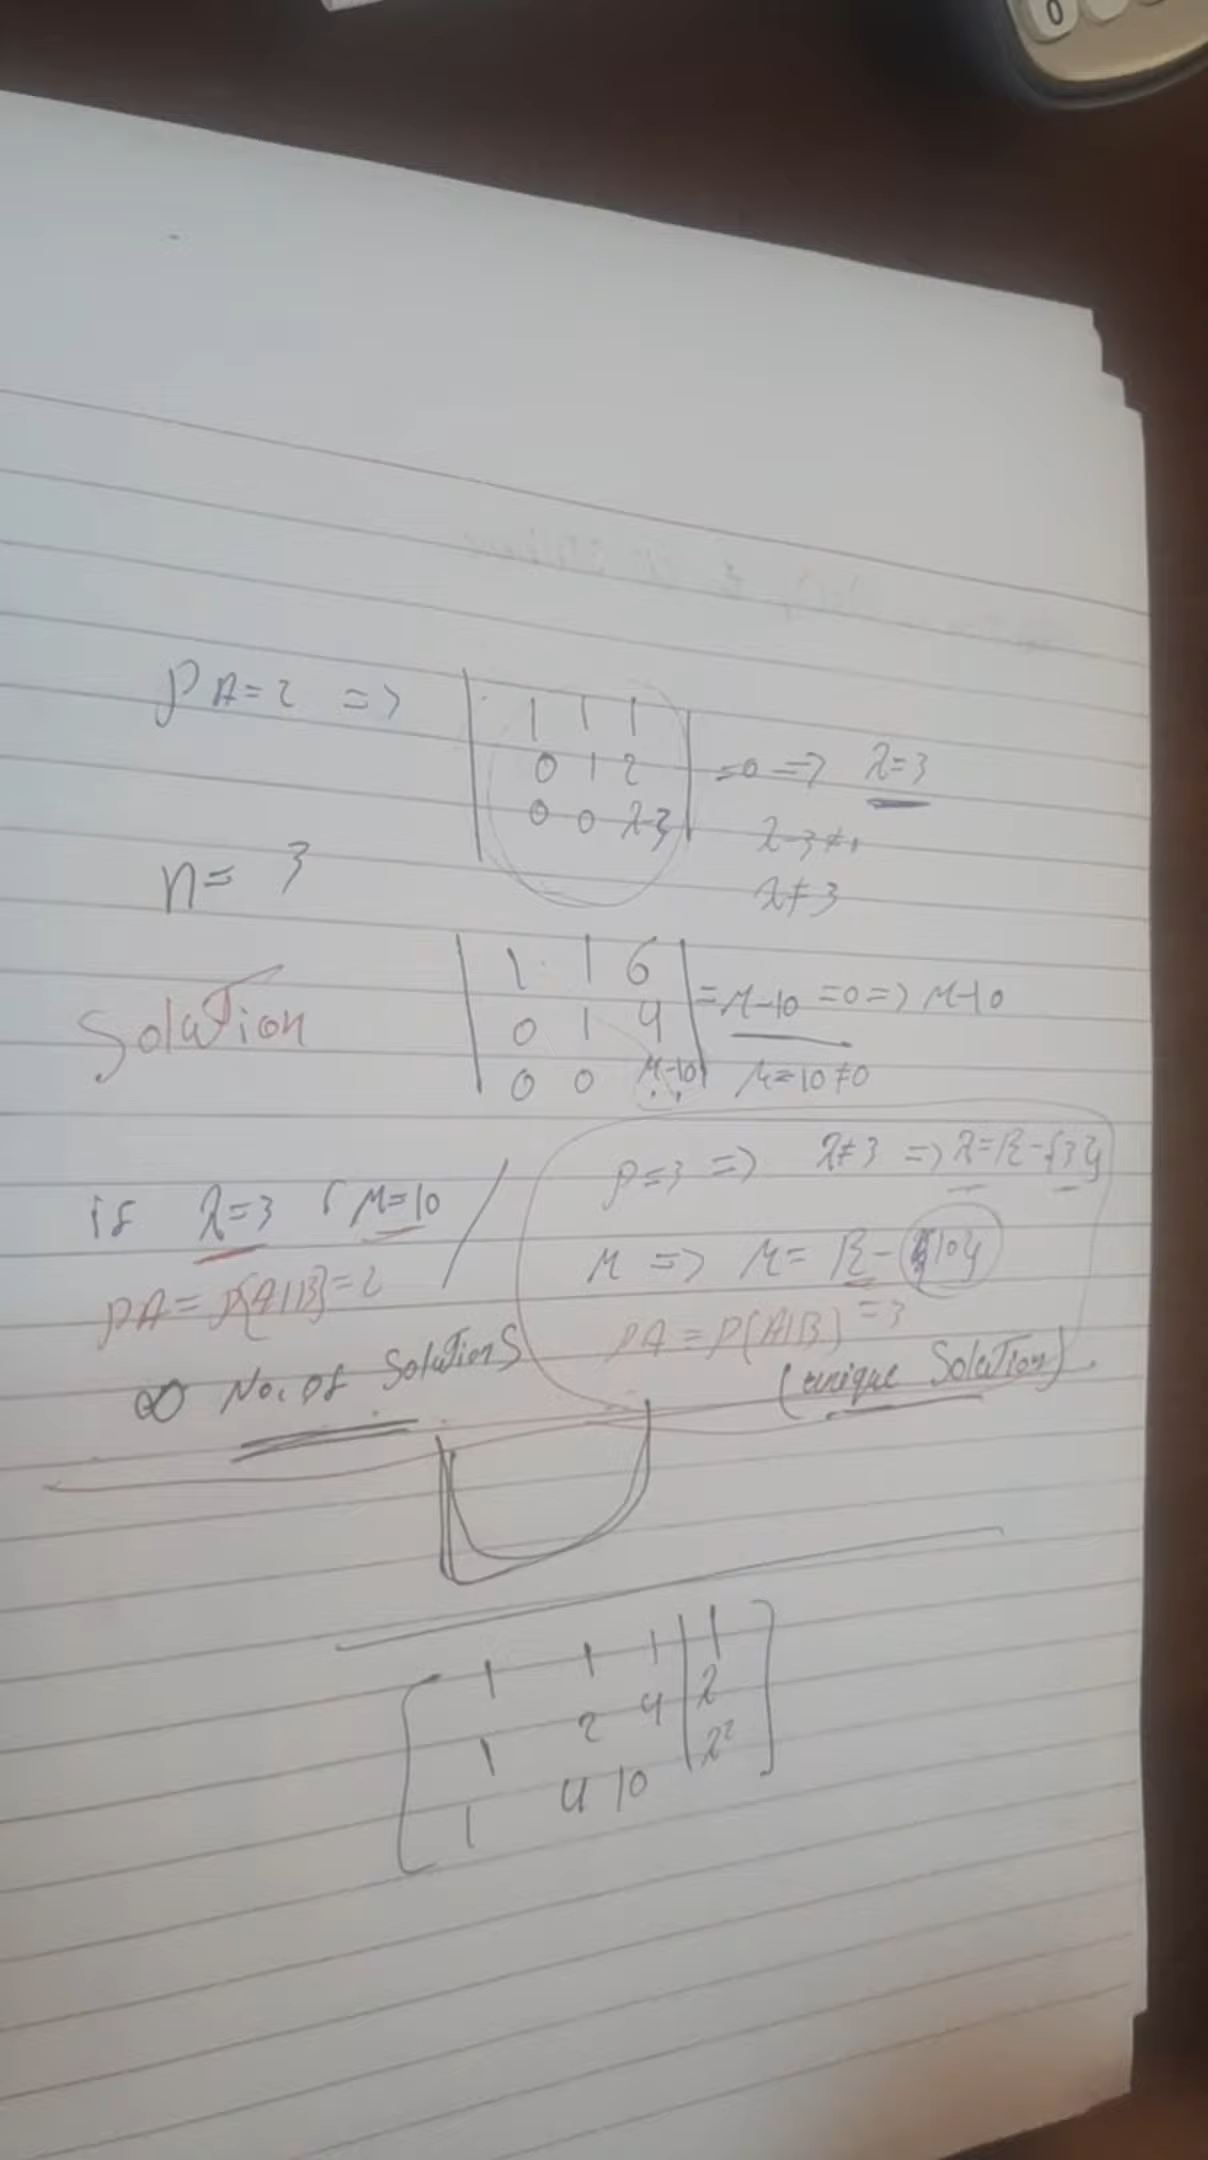 ρA=2 => | 1 1 1 |
| 0 1 2 | =0 => λ=3
| 0 0 λ-3 | λ-3≠
n= 3 λ≠3
| 1 1 6 |
Solution | 0 1 4 | = μ-10 =0 => μ-10
| 0 0 μ-10 | μ=10≠0
ρ=3 => λ≠3 => λ=R-{3}
if λ=3 , μ=10
μ => μ= R-{10}
ρA= ρ{A|B}=2
ρA = ρ(A|B) =3
∞ No. of Solutions
(unique Solution).
[ 1 1 1 | 1 ]
[ 1 2 4 | λ ]
[ 1 4 10 | λ² ]
0